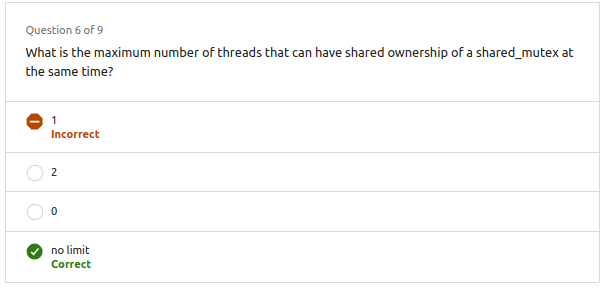 Question 6 of 9
What is the maximum number of threads that can have shared ownership of a shared_mutex at
the same time?
1
Incorrect
2
0
no limit
Correct